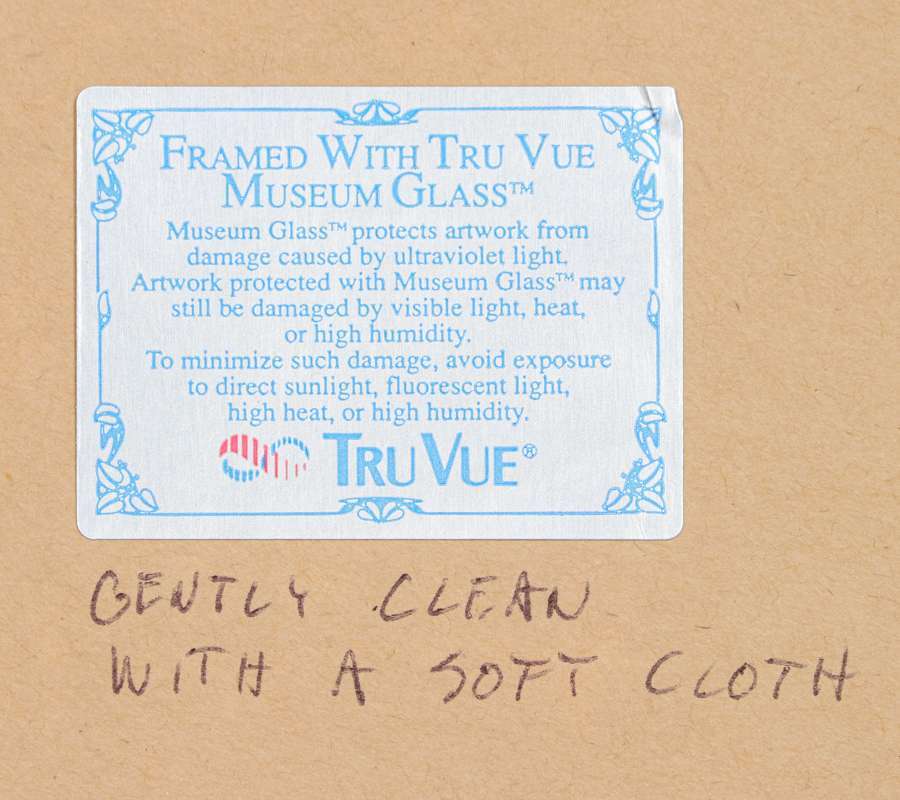 FRAMED WITH TRU VUE
MUSEUM GLASS™
Museum Glass™ protects artwork from
damage caused by ultraviolet light.
Artwork protected with Museum Glass™ may
still be damaged by visible light, heat,
or high humidity.
To minimize such damage, avoid exposure
to direct sunlight, fluorescent light,
high heat, or high humidity.
TRU VUE®
GENTLY CLEAN
WITH A SOFT CLOTH